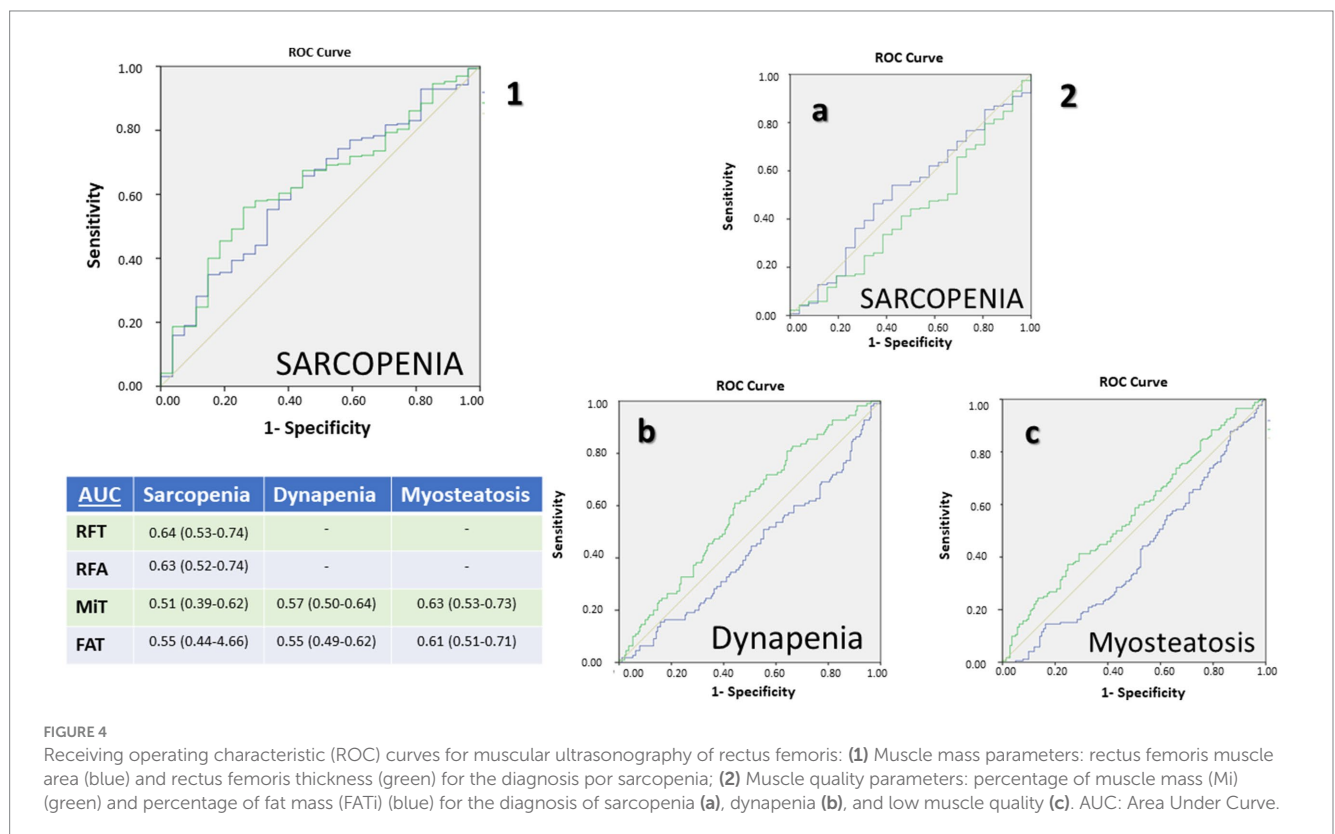 ROC Curve
1
1.00
0.80
0.60
0.40
0.20
0.00
Sensitivity
SARCOPENIA
0.00 0.20 0.40 0.60 0.80 1.00
1- Specificity
ROC Curve
2
a
1.00
0.80
0.60
0.40
0.20
0.00
Sensitivity
SARCOPENIA
0.00 0.20 0.40 0.60 0.80 1.00
1- Specificity
AUC Sarcopenia Dynapenia Myosteatosis
RFT 0.64 (0.53-0.74) - -
RFA 0.63 (0.52-0.74) - -
MiT 0.51 (0.39-0.62) 0.57 (0.50-0.64) 0.63 (0.53-0.73)
FAT 0.55 (0.44-4.66) 0.55 (0.49-0.62) 0.61 (0.51-0.71)
ROC Curve
b
1.00
0.80
0.60
0.40
0.20
0.00
Sensitivity
Dynapenia
0.00 0.20 0.40 0.60 0.80 1.00
1- Specificity
ROC Curve
c
1.00
0.80
0.60
0.40
0.20
0.00
Sensitivity
Myosteatosis
0.00 0.20 0.40 0.60 0.80 1.00
1- Specificity
FIGURE 4
Receiving operating characteristic (ROC) curves for muscular ultrasonography of rectus femoris: (1) Muscle mass parameters: rectus femoris muscle
area (blue) and rectus femoris thickness (green) for the diagnosis por sarcopenia; (2) Muscle quality parameters: percentage of muscle mass (Mi)
(green) and percentage of fat mass (FATi) (blue) for the diagnosis of sarcopenia (a), dynapenia (b), and low muscle quality (c). AUC: Area Under Curve.